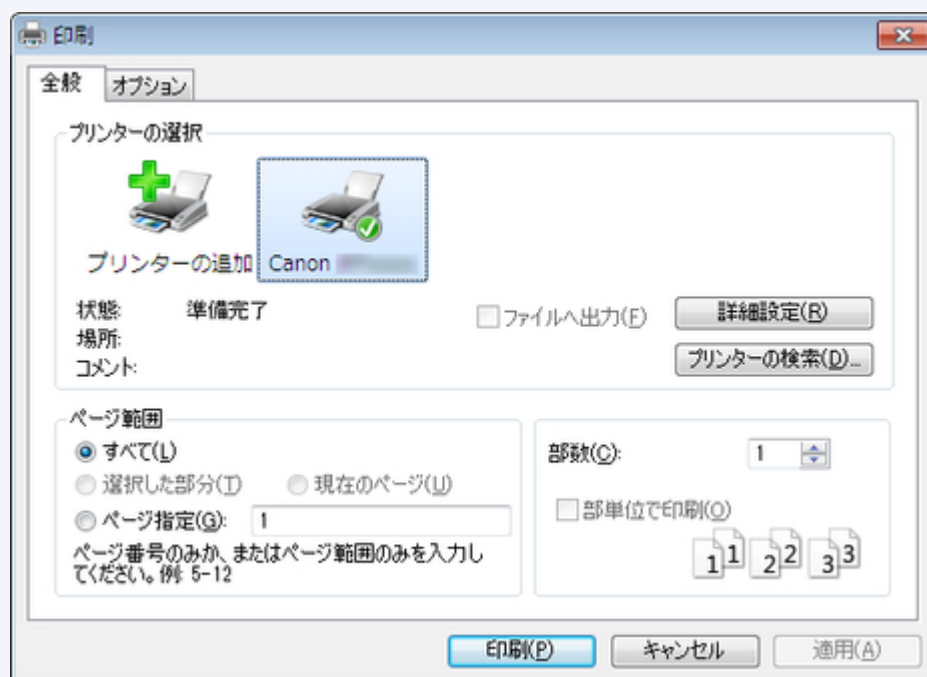 印刷
全般 オプション
プリンターの選択
プリンターの追加 Canon
状態: 準備完了
場所:
コメント:
ファイルへ出力(F)
詳細設定(R)
プリンターの検索(D)...
ページ範囲
すべて(L)
選択した部分(T) 現在のページ(U)
ページ指定(G): 1
ページ番号のみか、またはページ範囲のみを入力し
てください。例: 5-12
部数(C): 1
部単位で印刷(O)
1 1 2 2 3 3
印刷(P) キャンセル 適用(A)